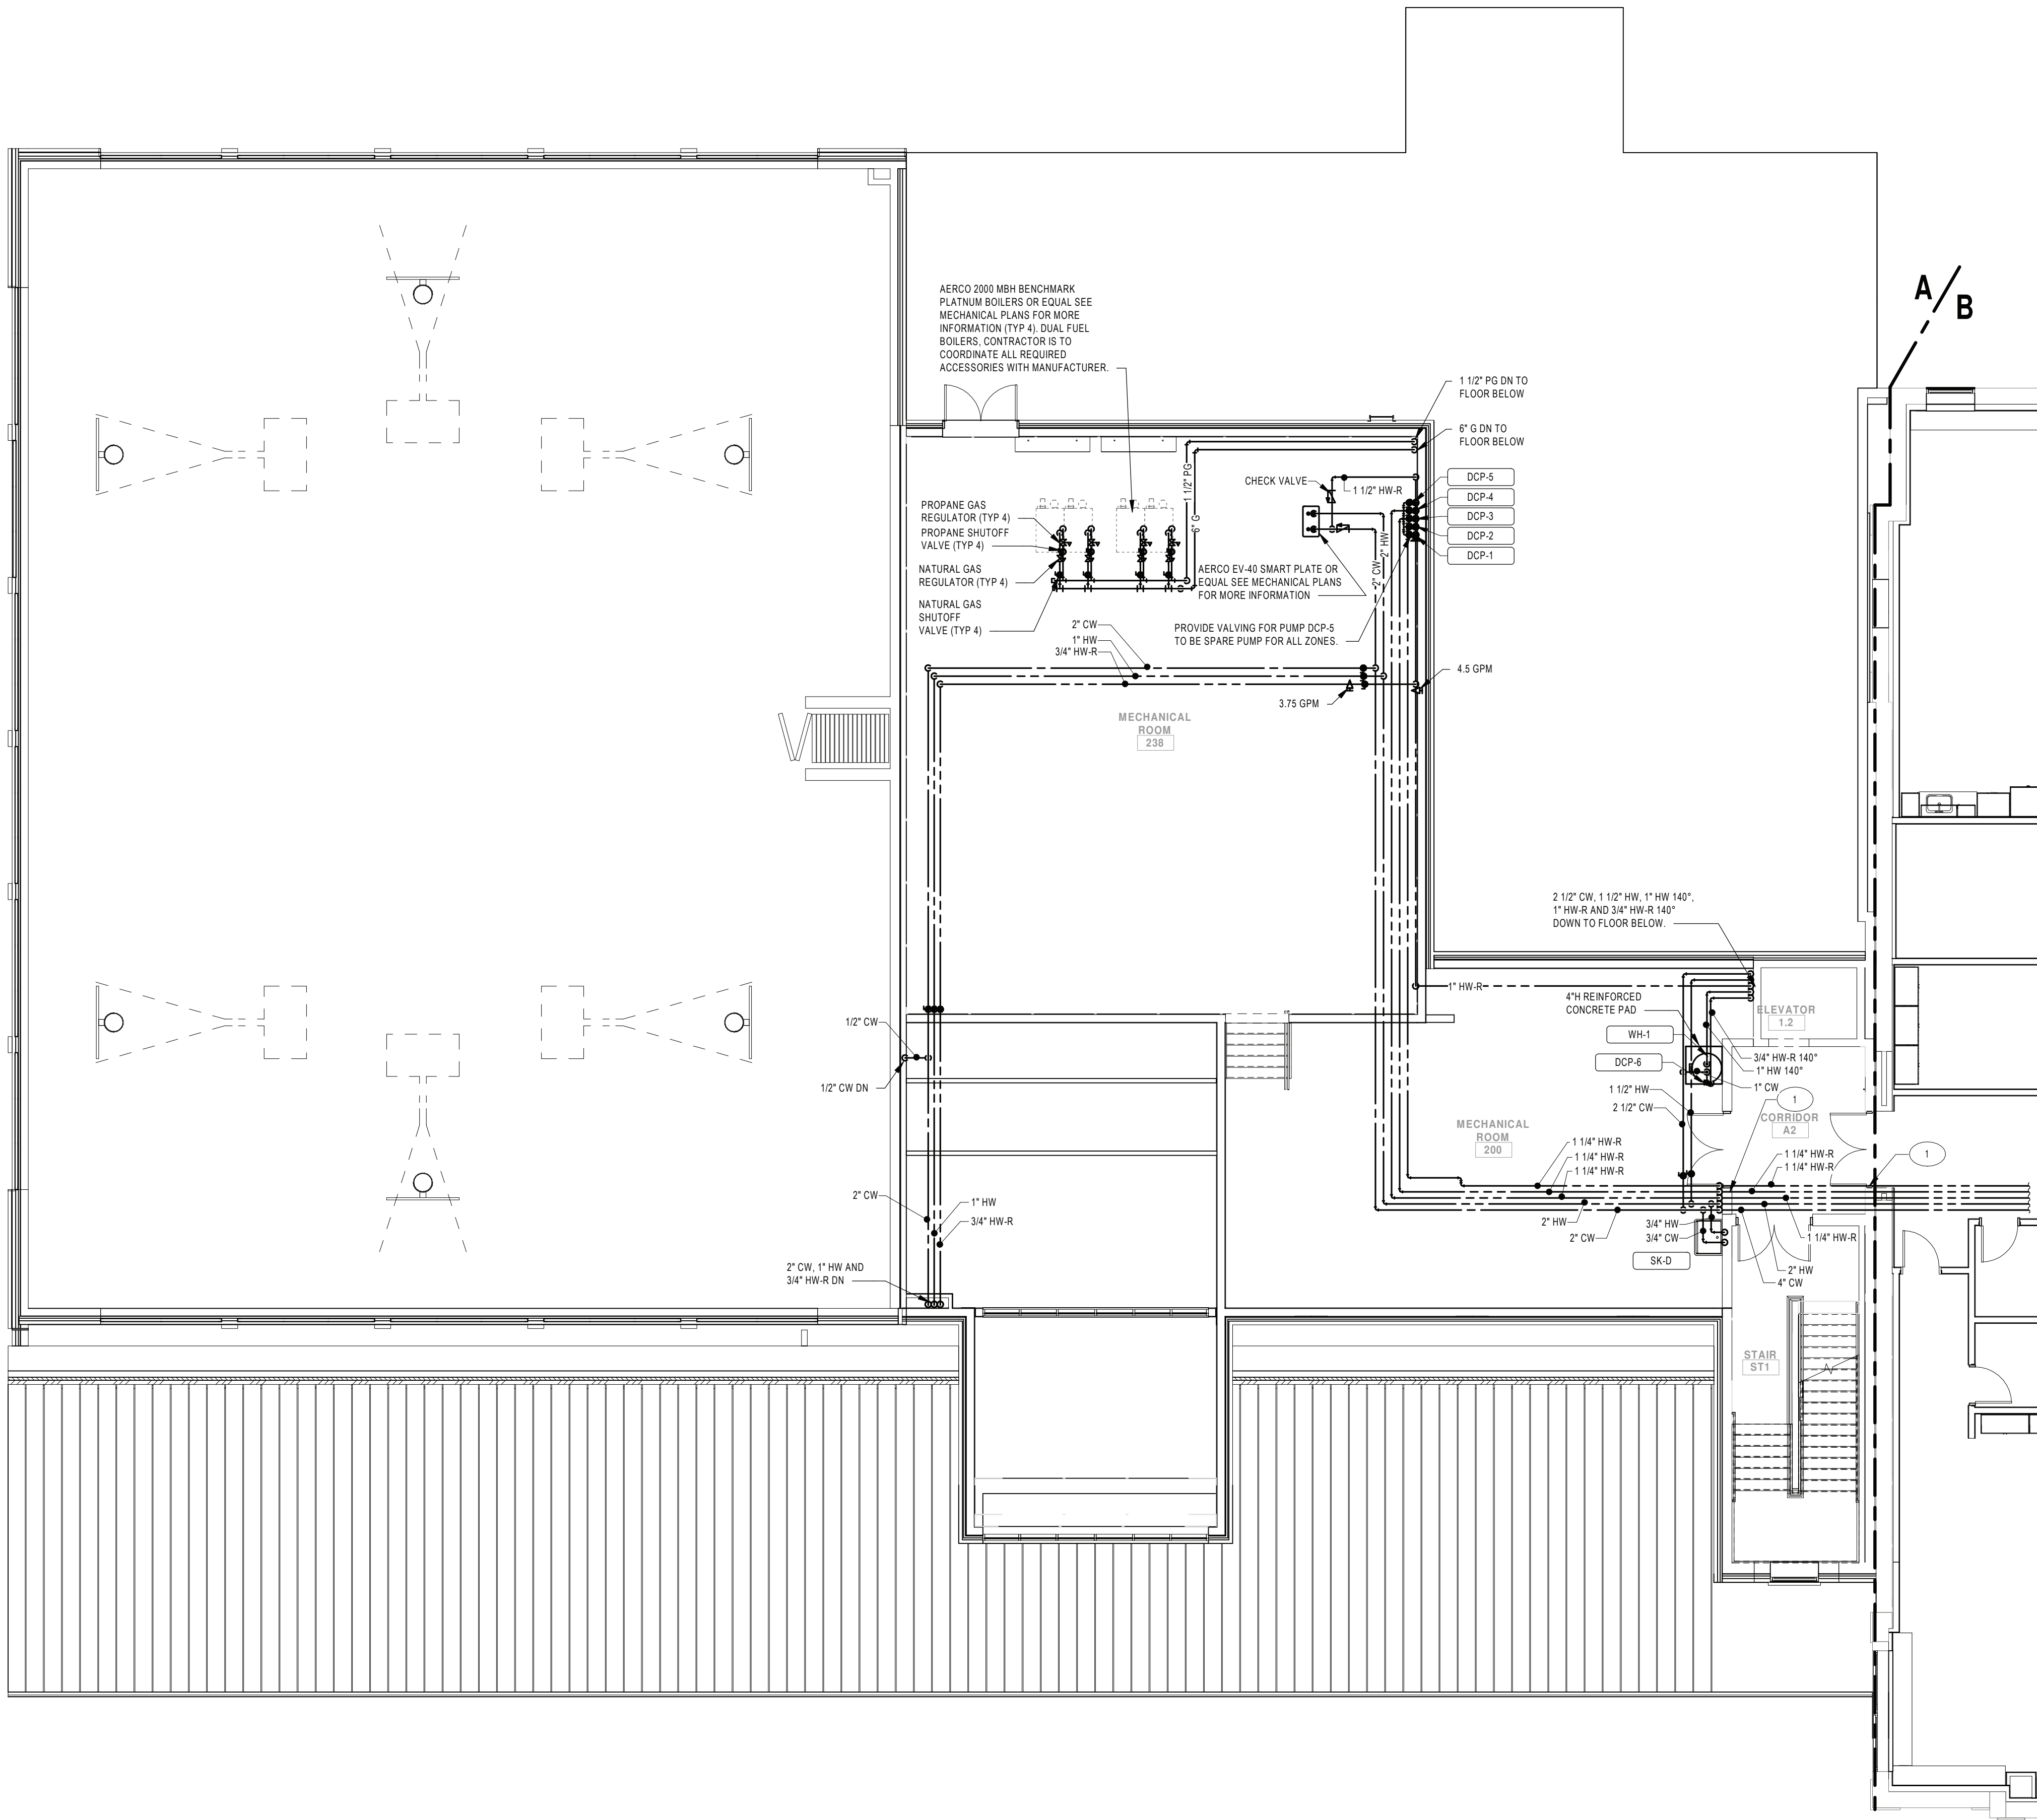 A
B
AERCO 2000 MBH BENCHMARK
PLATNUM BOILERS OR EQUAL SEE
MECHANICAL PLANS FOR MORE
INFORMATION (TYP 4). DUAL FUEL
BOILERS, CONTRACTOR IS TO
COORDINATE ALL REQUIRED
ACCESSORIES WITH MANUFACTURER.
1 1/2" PG DN TO
FLOOR BELOW
6" G DN TO
FLOOR BELOW
DCP-5
DCP-4
DCP-3
DCP-2
DCP-1
CHECK VALVE
1 1/2" HW-R
1 1/2" PG
6" G
PROPANE GAS
REGULATOR (TYP 4)
PROPANE SHUTOFF
VALVE (TYP 4)
NATURAL GAS
REGULATOR (TYP 4)
NATURAL GAS
SHUTOFF
VALVE (TYP 4)
2" HW
2" CW
AERCO EV-40 SMART PLATE OR
EQUAL SEE MECHANICAL PLANS
FOR MORE INFORMATION
PROVIDE VALVING FOR PUMP DCP-5
TO BE SPARE PUMP FOR ALL ZONES.
2" CW
1" HW
3/4" HW-R
4.5 GPM
3.75 GPM
MECHANICAL
ROOM
238
2 1/2" CW, 1 1/2" HW, 1" HW 140°,
1" HW-R AND 3/4" HW-R 140°
DOWN TO FLOOR BELOW.
1" HW-R
4"H REINFORCED
CONCRETE PAD
ELEVATOR
1.2
WH-1
DCP-6
3/4" HW-R 140°
1" HW 140°
1" CW
1/2" CW
1/2" CW DN
1 1/2" HW
2 1/2" CW
1
CORRIDOR
A2
MECHANICAL
ROOM
200
1 1/4" HW-R
1 1/4" HW-R
1 1/4" HW-R
1 1/4" HW-R
1 1/4" HW-R
1
2" CW
1" HW
3/4" HW-R
2" HW
2" CW
3/4" HW
3/4" CW
1 1/4" HW-R
SK-D
2" HW
4" CW
2" CW, 1" HW AND
3/4" HW-R DN
STAIR
ST1